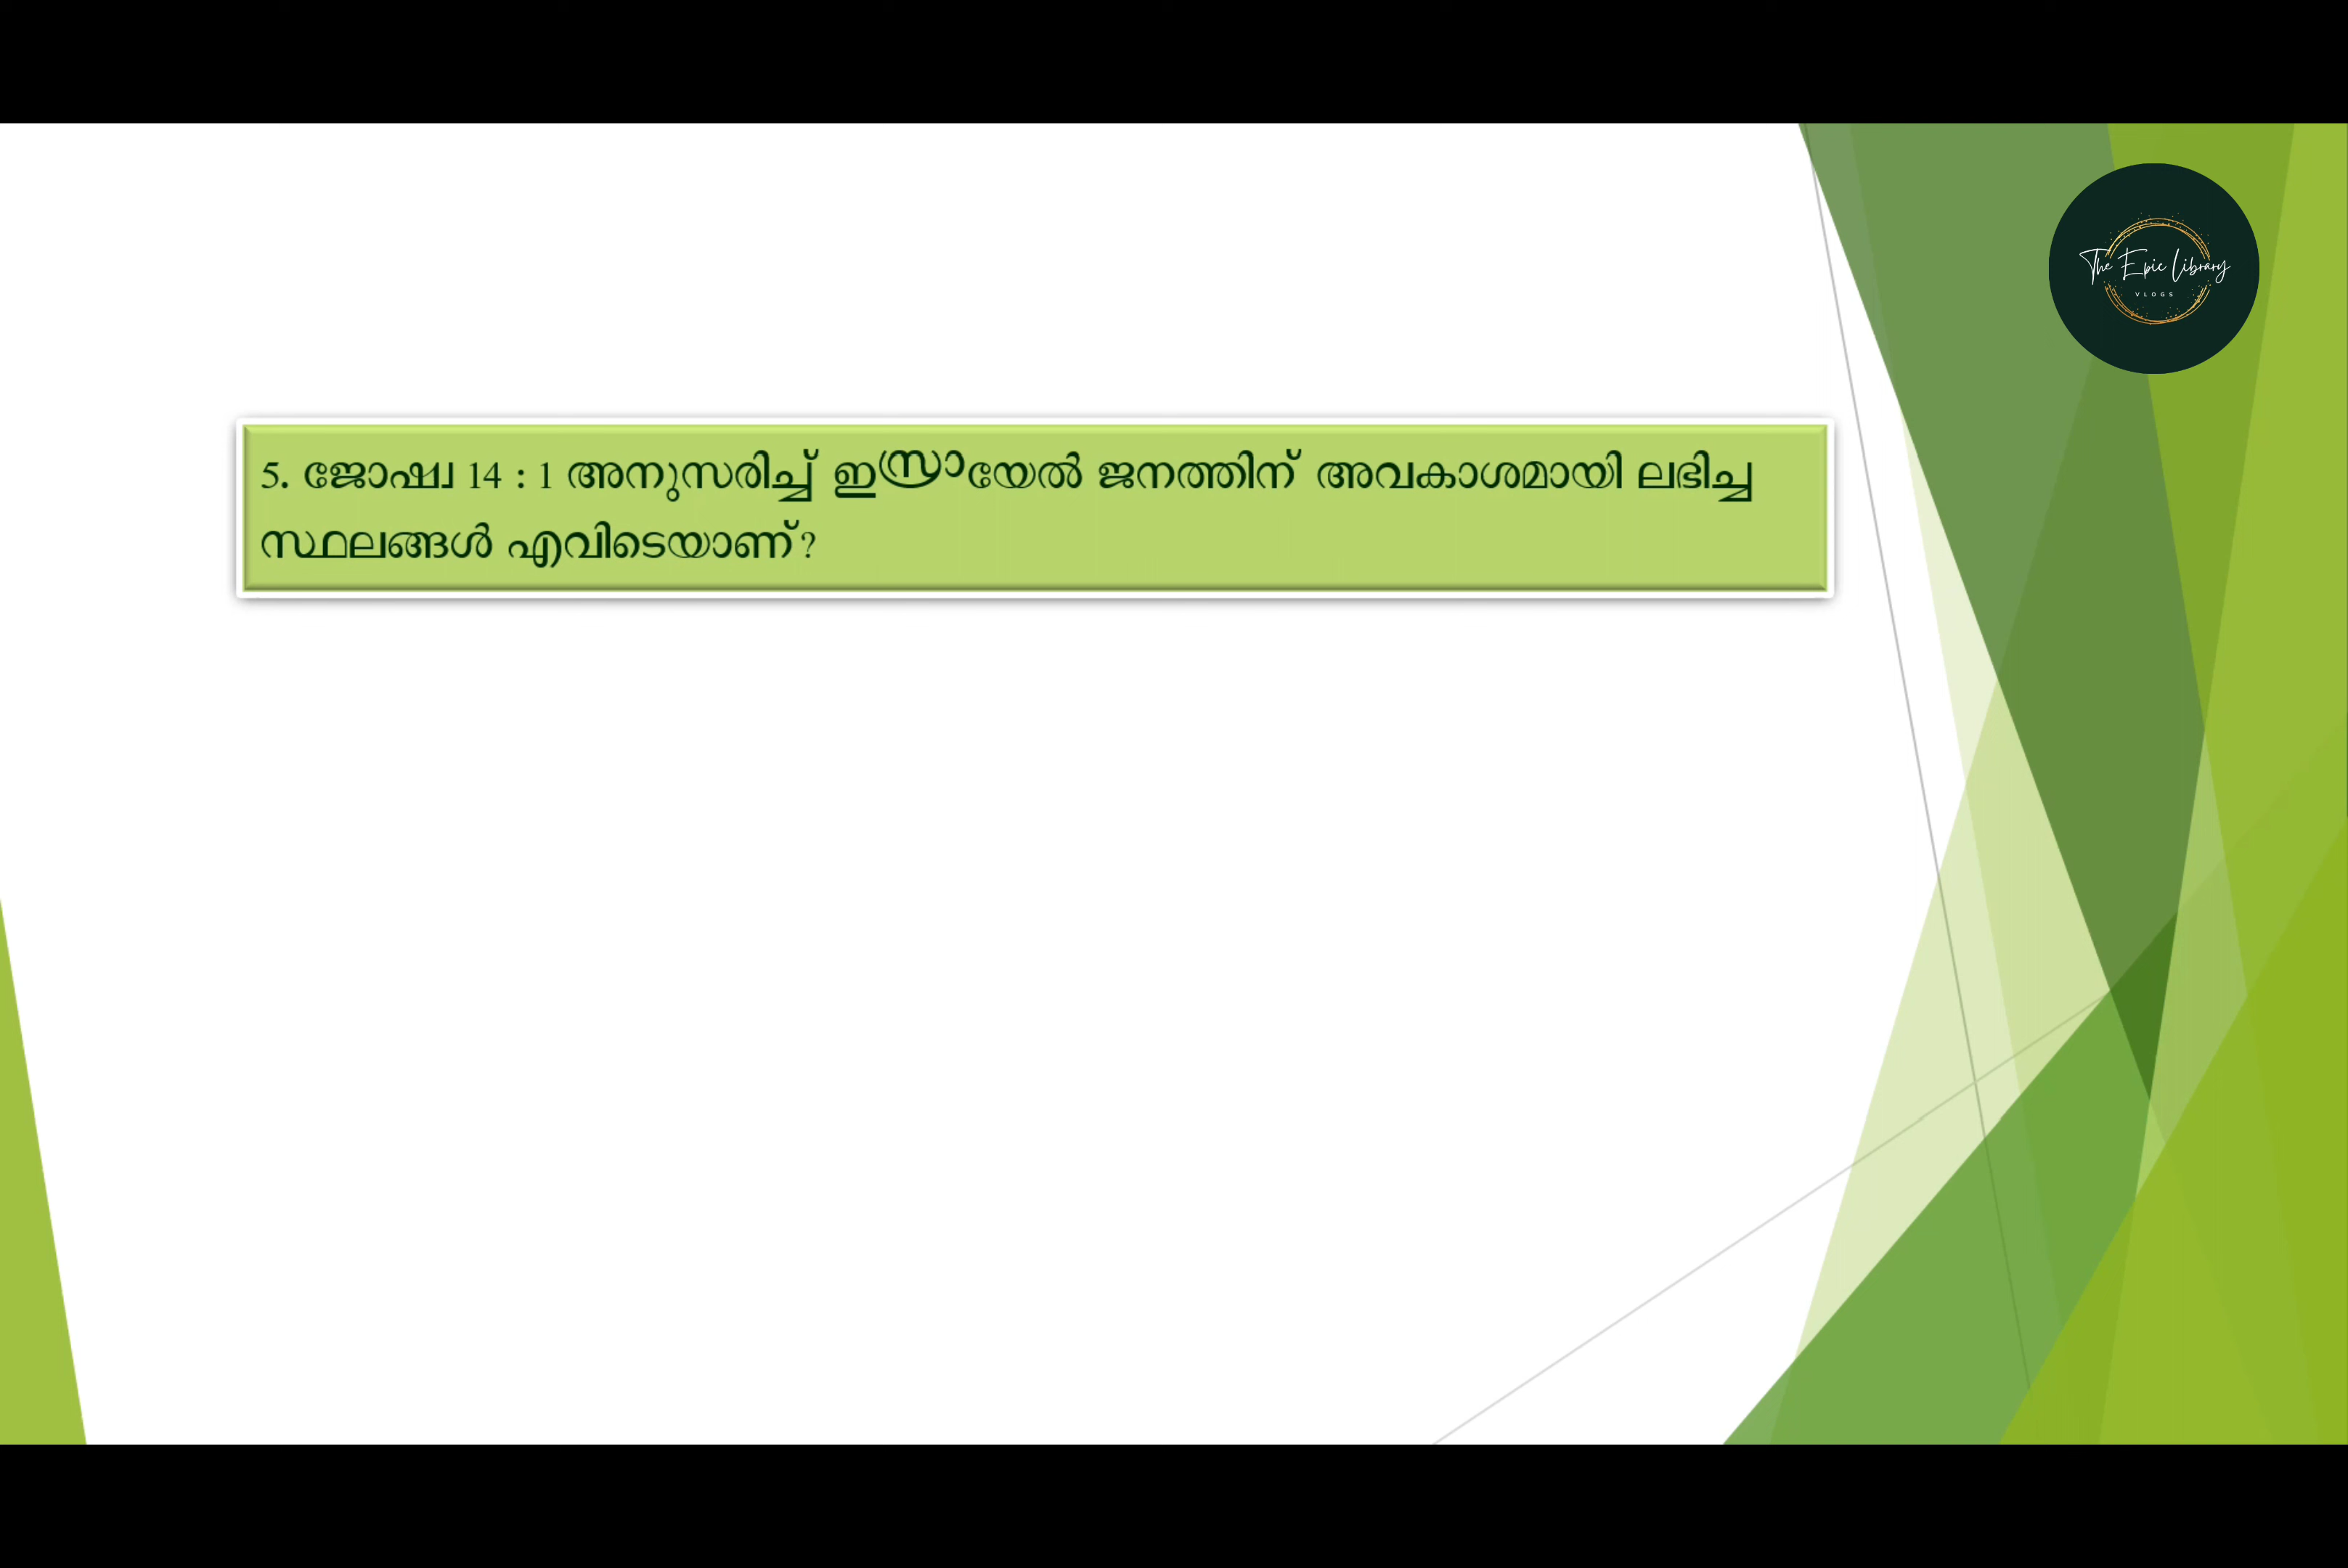 The Epic Library
VLOGS
5. ജോഷ്വ 14 : 1 അനുസരിച്ച് ഇസ്രായേൽ ജനത്തിന് അവകാശമായി ലഭിച്ച
സ്ഥലങ്ങൾ എവിടെയാണ്?